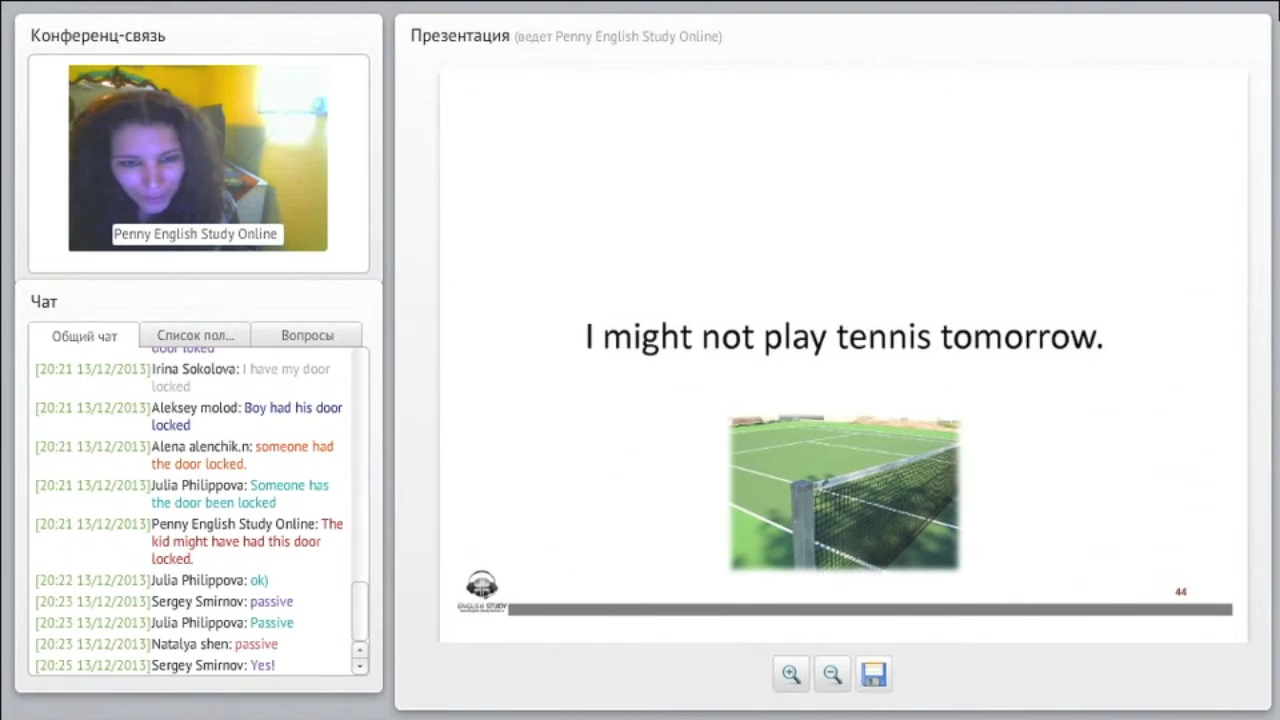 Конференц-связь
Penny English Study Online
Чат
Общий чат
Список пол...
Вопросы
door loked
[20:21 13/12/2013] Irina Sokolova: I have my door
locked
[20:21 13/12/2013] Aleksey molod: Boy had his door
locked
[20:21 13/12/2013] Alena alenchik.n: someone had
the door locked.
[20:21 13/12/2013] Julia Philippova: Someone has
the door been locked
[20:21 13/12/2013] Penny English Study Online: The
kid might have had this door
locked.
[20:22 13/12/2013] Julia Philippova: ok)
[20:23 13/12/2013] Sergey Smirnov: passive
[20:23 13/12/2013] Julia Philippova: Passive
[20:23 13/12/2013] Natalya shen: passive
[20:25 13/12/2013] Sergey Smirnov: Yes!
Презентация (ведет Penny English Study Online)
I might not play tennis tomorrow.
ENGLISH STUDY
44